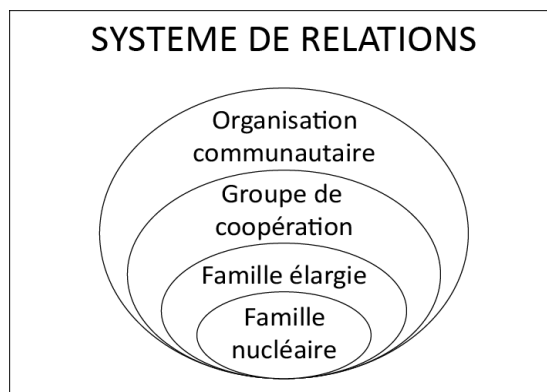 SYSTEME DE RELATIONS
Organisation
communautaire
Groupe de
coopération
Famille élargie
Famille
nucléaire